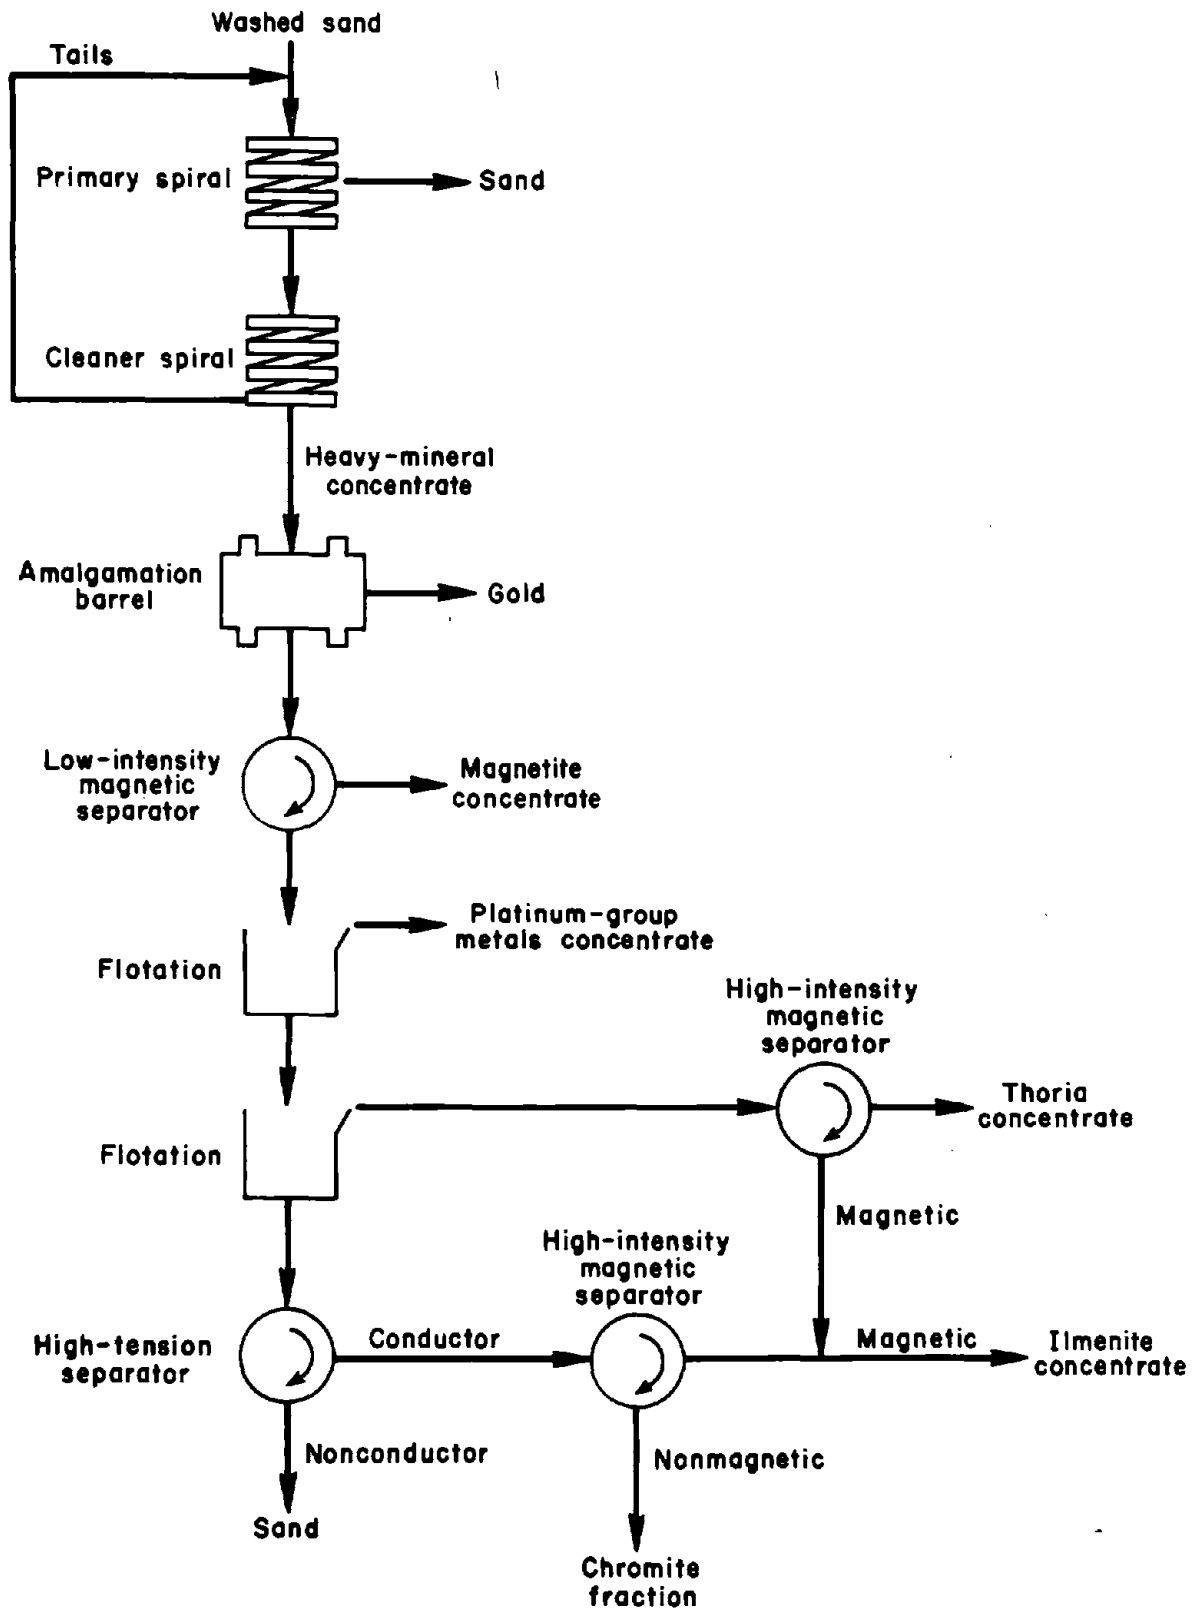 Washed sand
Tails
Primary spiral
Sand
Cleaner spiral
Heavy-mineral
concentrate
Amalgamation
barrel
Gold
Low-intensity
magnetic
separator
Magnetite
concentrate
Platinum-group
metals concentrate
Flotation
High-intensity
magnetic
separator
Thoria
concentrate
Flotation
Magnetic
High-intensity
magnetic
separator
High-tension
separator
Conductor
Magnetic
Ilmenite
concentrate
Nonconductor
Nonmagnetic
Sand
Chromite
fraction